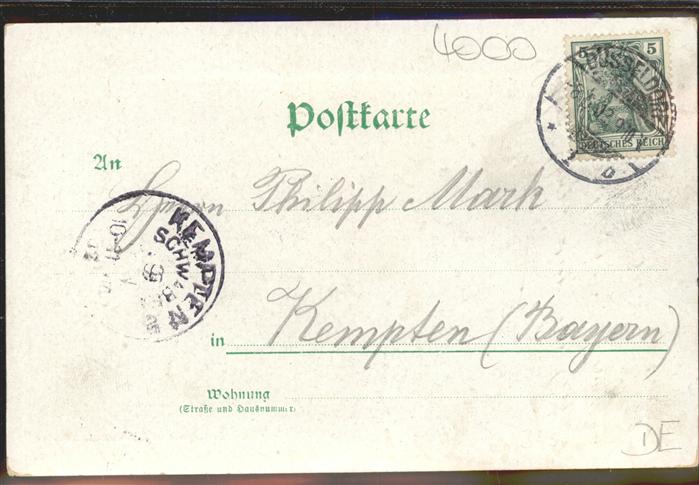 4000
5 5
DÜSSELDORF
DEUTSCHES REICH
Postkarte
An
Herrn Philipp Mark
KEMPTEN
SCHWAB
in Kempten (Bayern)
Wohnung
(Straße und Hausnummer)
DE